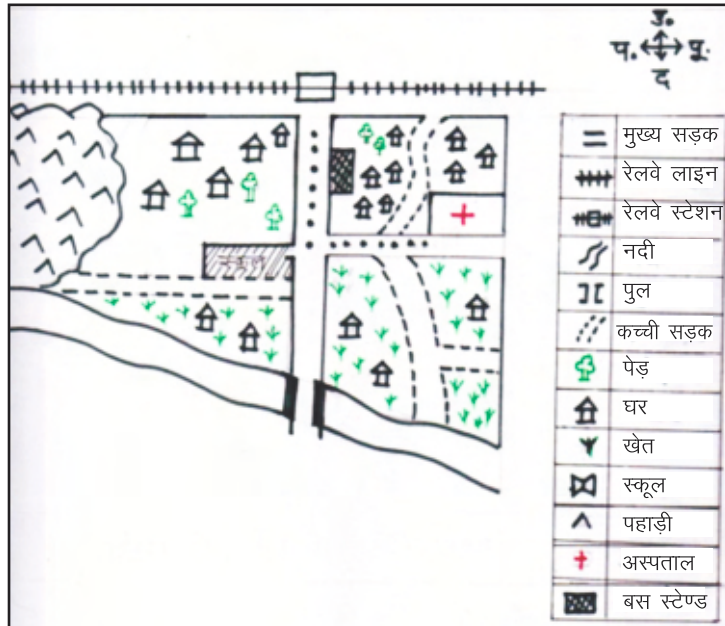 उ.
प. पू.
द
मुख्य सड़क
रेलवे लाइन
रेलवे स्टेशन
नदी
पुल
कच्ची सड़क
पेड़
घर
खेत
स्कूल
पहाड़ी
अस्पताल
बस स्टेण्ड